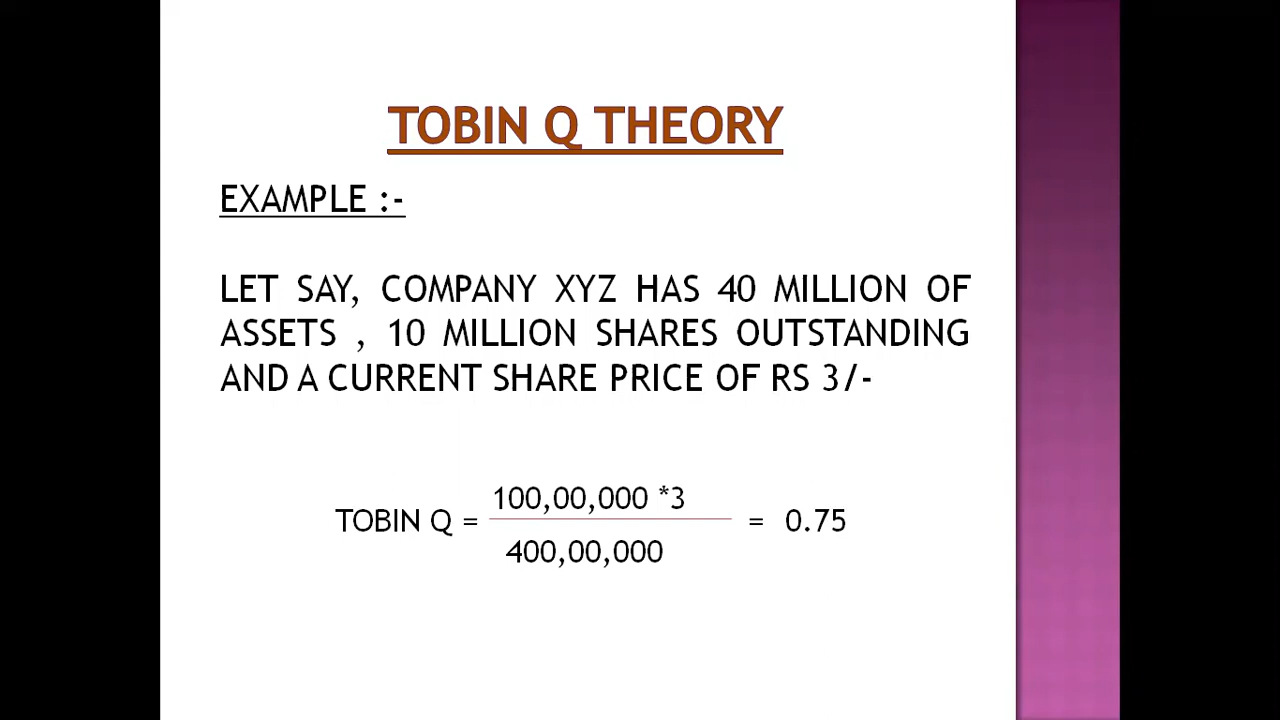 TOBIN Q THEORY
EXAMPLE :-
LET SAY, COMPANY XYZ HAS 40 MILLION OF
ASSETS , 10 MILLION SHARES OUTSTANDING
AND A CURRENT SHARE PRICE OF RS 3/-
100,00,000 *3
TOBIN Q = = 0.75
400,00,000